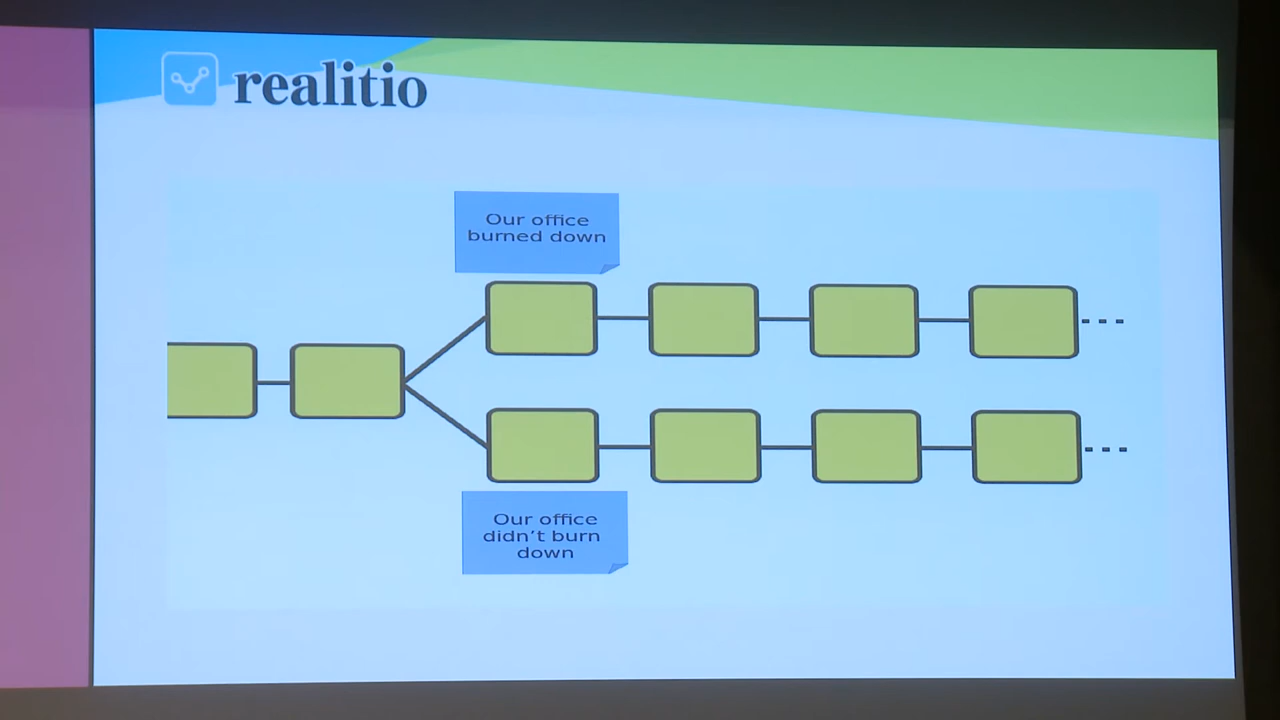 realitio
Our office
burned down
Our office
didn't burn
down